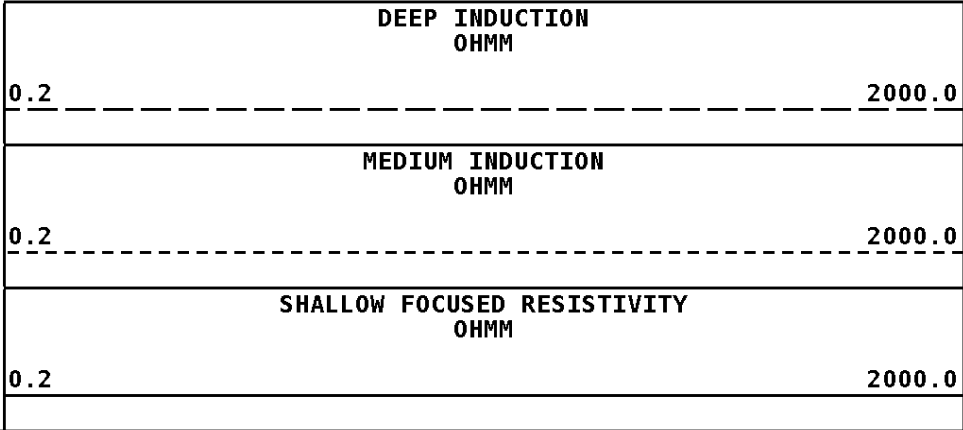 DEEP INDUCTION
OHMM
0.2 2000.0
MEDIUM INDUCTION
OHMM
0.2 2000.0
SHALLOW FOCUSED RESISTIVITY
OHMM
0.2 2000.0